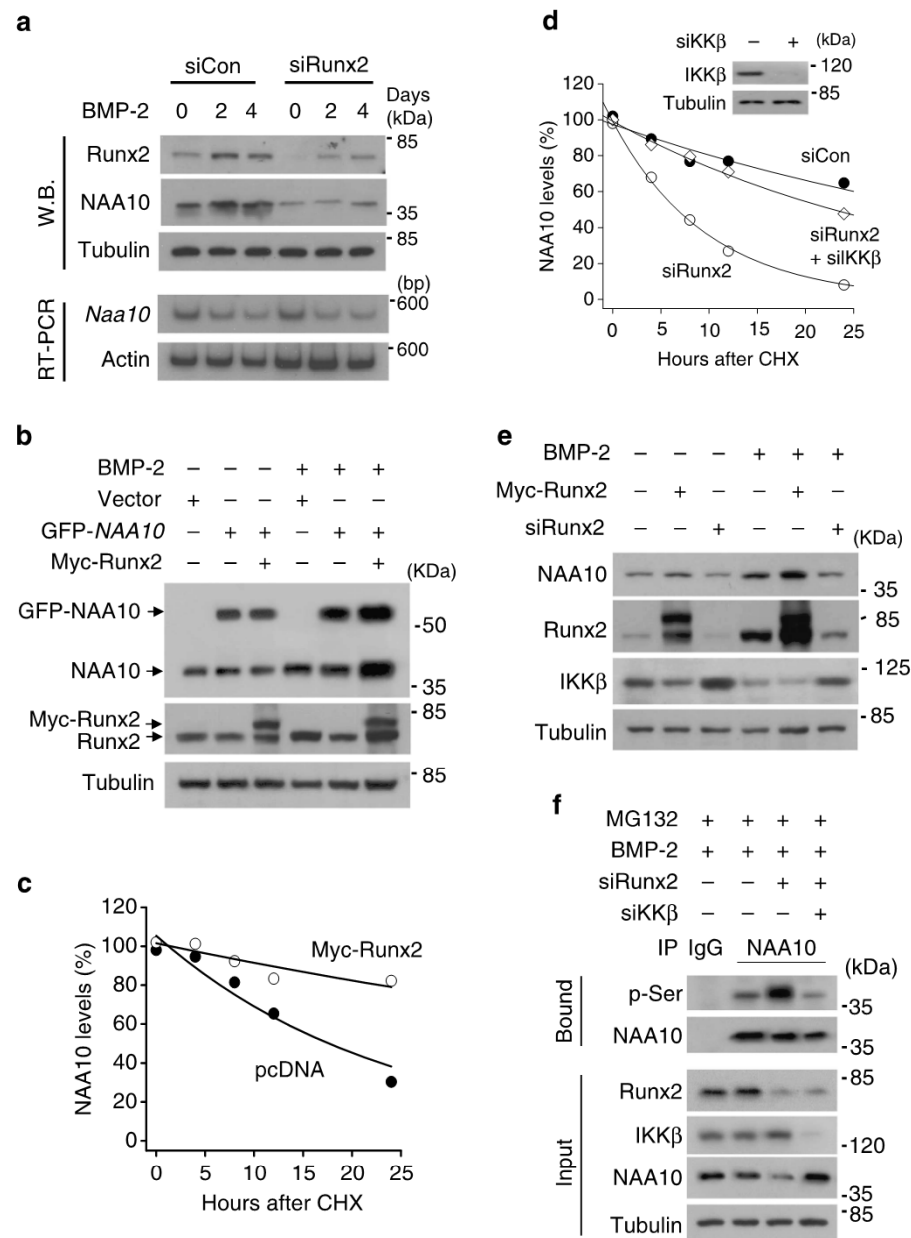 a
siCon siRunx2
BMP-2 0 2 4 0 2 4 Days
(kDa)
W.B.
Runx2 -85
NAA10 -35
Tubulin -85
(bp)
RT-PCR
Naa10 -600
Actin -600
b
BMP-2 − − − + + +
Vector + − − + − −
GFP-NAA10 − + + − + +
Myc-Runx2 − − + − − +
(KDa)
GFP-NAA10 -50
NAA10 -35
Myc-Runx2 -85
Runx2
Tubulin -85
c
NAA10 levels (%)
120
100
80
60
40
20
0
Myc-Runx2
pcDNA
0 5 10 15 20 25
Hours after CHX
d
siKKβ − + (kDa)
IKKβ -120
Tubulin -85
NAA10 levels (%)
120
100
80
60
40
20
0
siCon
siRunx2
+ siIKKβ
siRunx2
0 5 10 15 20 25
Hours after CHX
e
BMP-2 − − − + + +
Myc-Runx2 − + − − + −
siRunx2 − − + − − +
(KDa)
NAA10 -35
Runx2 -85
IKKβ -125
Tubulin -85
f
MG132 + + + +
BMP-2 + + + +
siRunx2 − − + +
siKKβ − − − +
IP IgG NAA10
(kDa)
Bound
p-Ser -35
NAA10 -35
Input
Runx2 -85
IKKβ -120
NAA10 -35
Tubulin -85